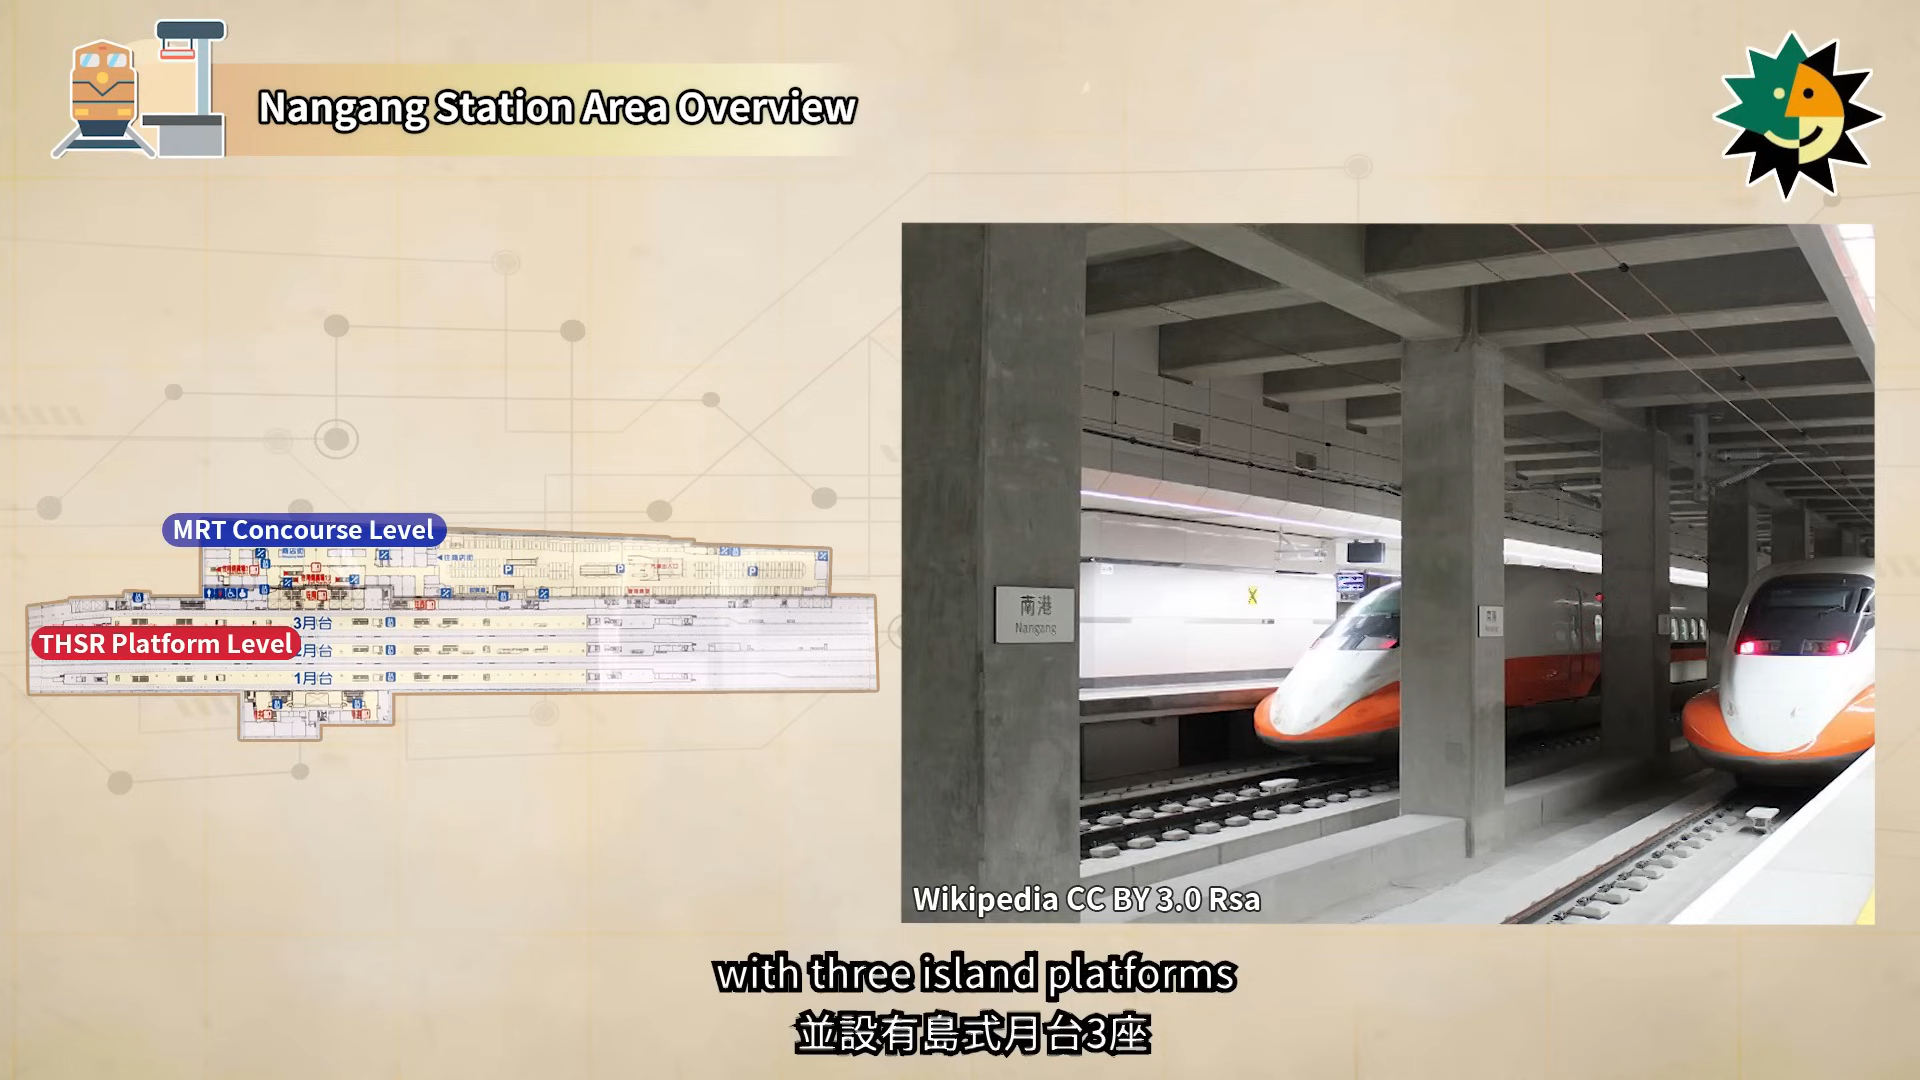 Nangang Station Area Overview
MRT Concourse Level
THSR Platform Level
3月台
月台
1月台
P
P
P
南港
Nangang
Wikipedia CC BY 3.0 Rsa
with three island platforms
並設有島式月台3座